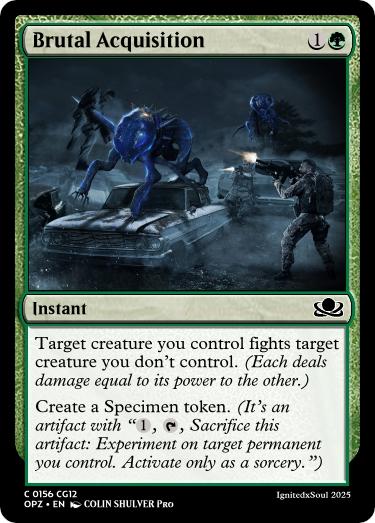 Brutal Acquisition 1
Instant
Target creature you control fights target
creature you don't control. (Each deals
damage equal to its power to the other.)
Create a Specimen token. (It's an
artifact with "1, , Sacrifice this
artifact: Experiment on target permanent
you control. Activate only as a sorcery.")
C 0156 CG12
OPZ • EN COLIN SHULVER Pro
IgnitedxSoul 2025